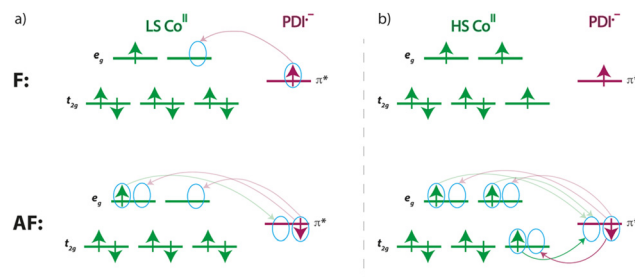 a)
LS Co^II
PDI·⁻
b)
HS Co^II
PDI·⁻
F:
e_g
π*
t_2g
e_g
π*
t_2g
AF:
e_g
π*
t_2g
e_g
π*
t_2g